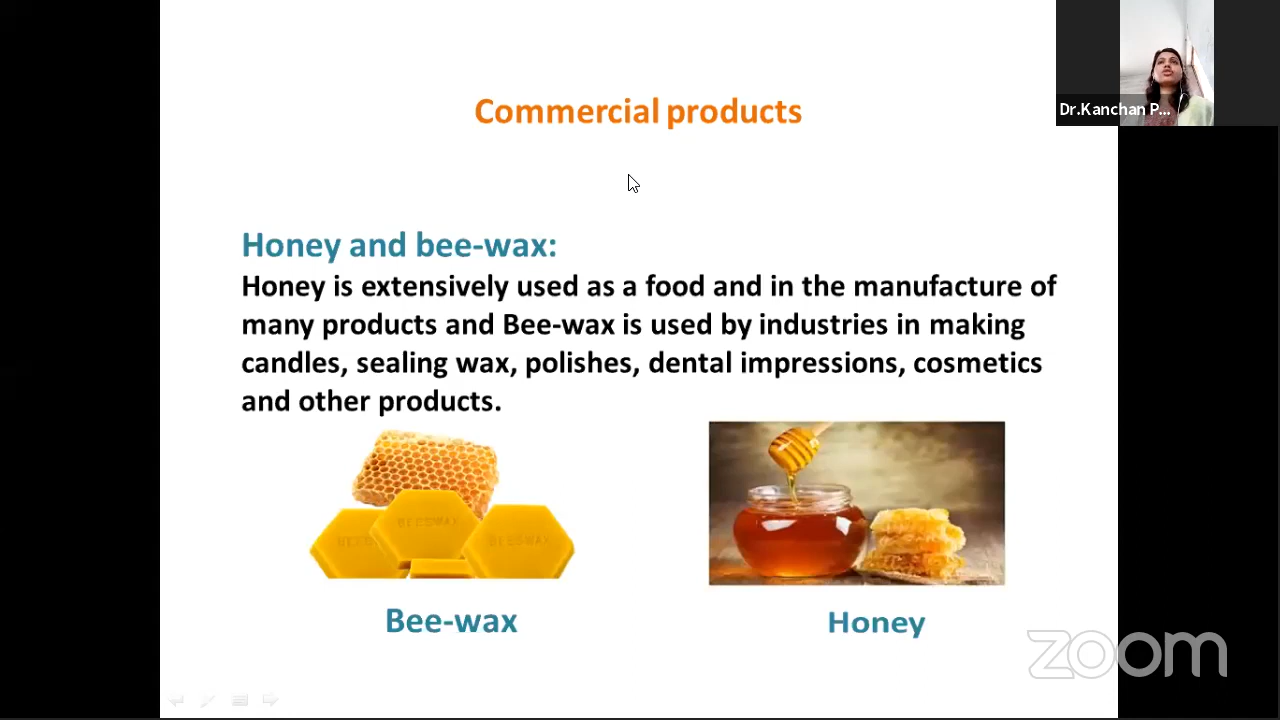 Commercial products
Dr.Kanchan P...
Honey and bee-wax:
Honey is extensively used as a food and in the manufacture of
many products and Bee-wax is used by industries in making
candles, sealing wax, polishes, dental impressions, cosmetics
and other products.
BEESWAX
BEESWAX
Bee-wax
Honey
zoom